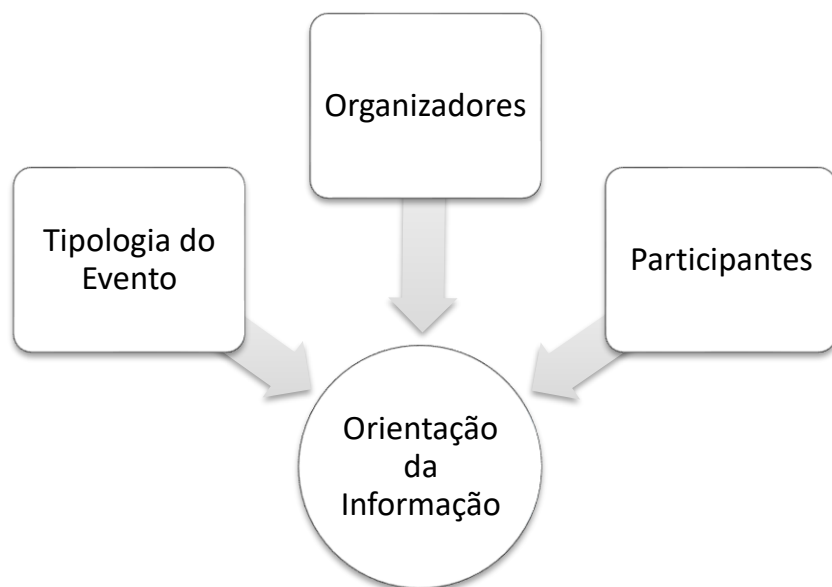 Organizadores
Tipologia do
Evento
Participantes
Orientação
da
Informação